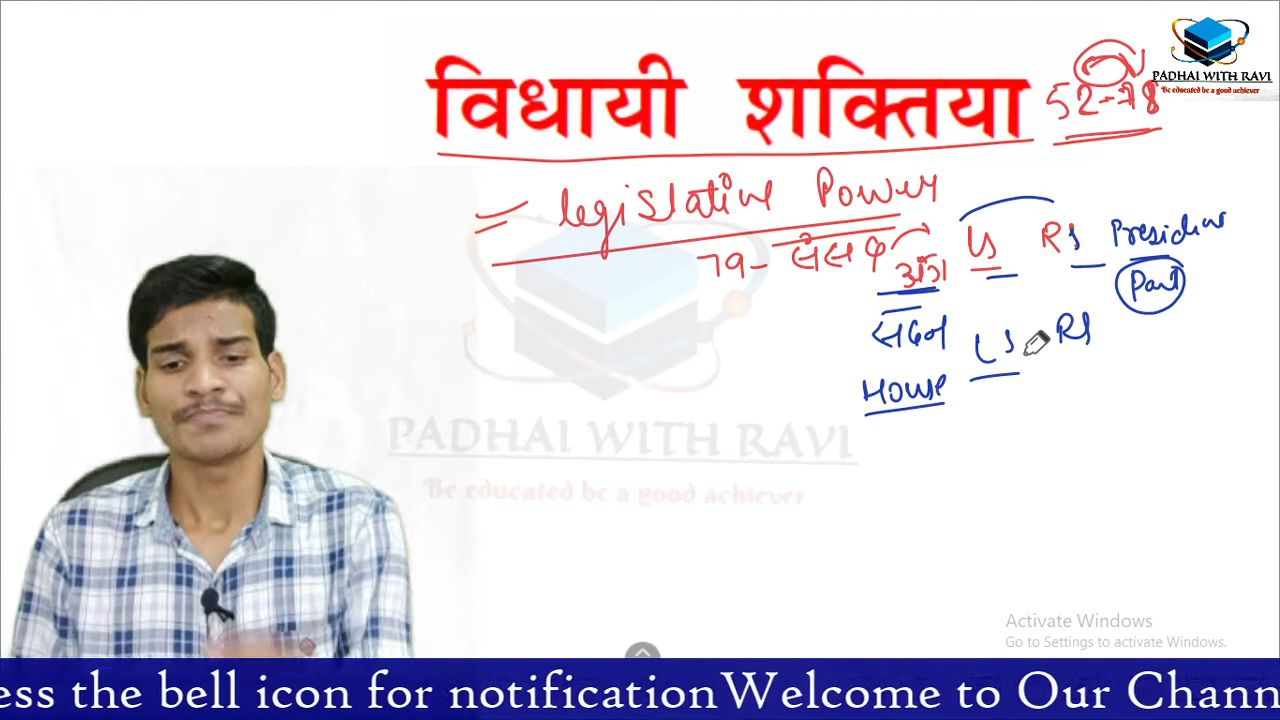 विधायी शक्तिया 52-78
PADHAI WITH RAVI
Be educated be a good achiever
= legislative Power
79- संसद अंग LS RS President
Part
सदन LS RS
House
PADHAI WITH RAVI
Be educated be a good achiever
Activate Windows
Go to Settings to activate Windows.
ess the bell icon for notificationWelcome to Our Chann